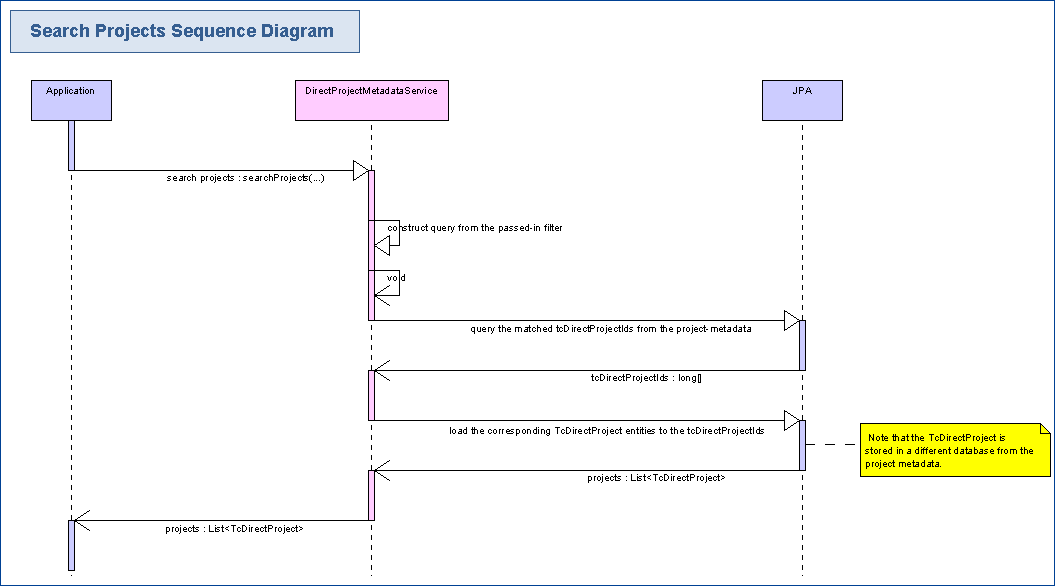 Search Projects Sequence Diagram
Application
DirectProjectMetadataService
JPA
search projects : searchProjects(...)
construct query from the passed-in filter
void
query the matched tcDirectProjectIds from the project-metadata
tcDirectProjectIds : long[]
load the corresponding TcDirectProject entities to the tcDirectProjectIds
Note that the TcDirectProject is
stored in a different database from the
project metadata.
projects : List<TcDirectProject>
projects : List<TcDirectProject>